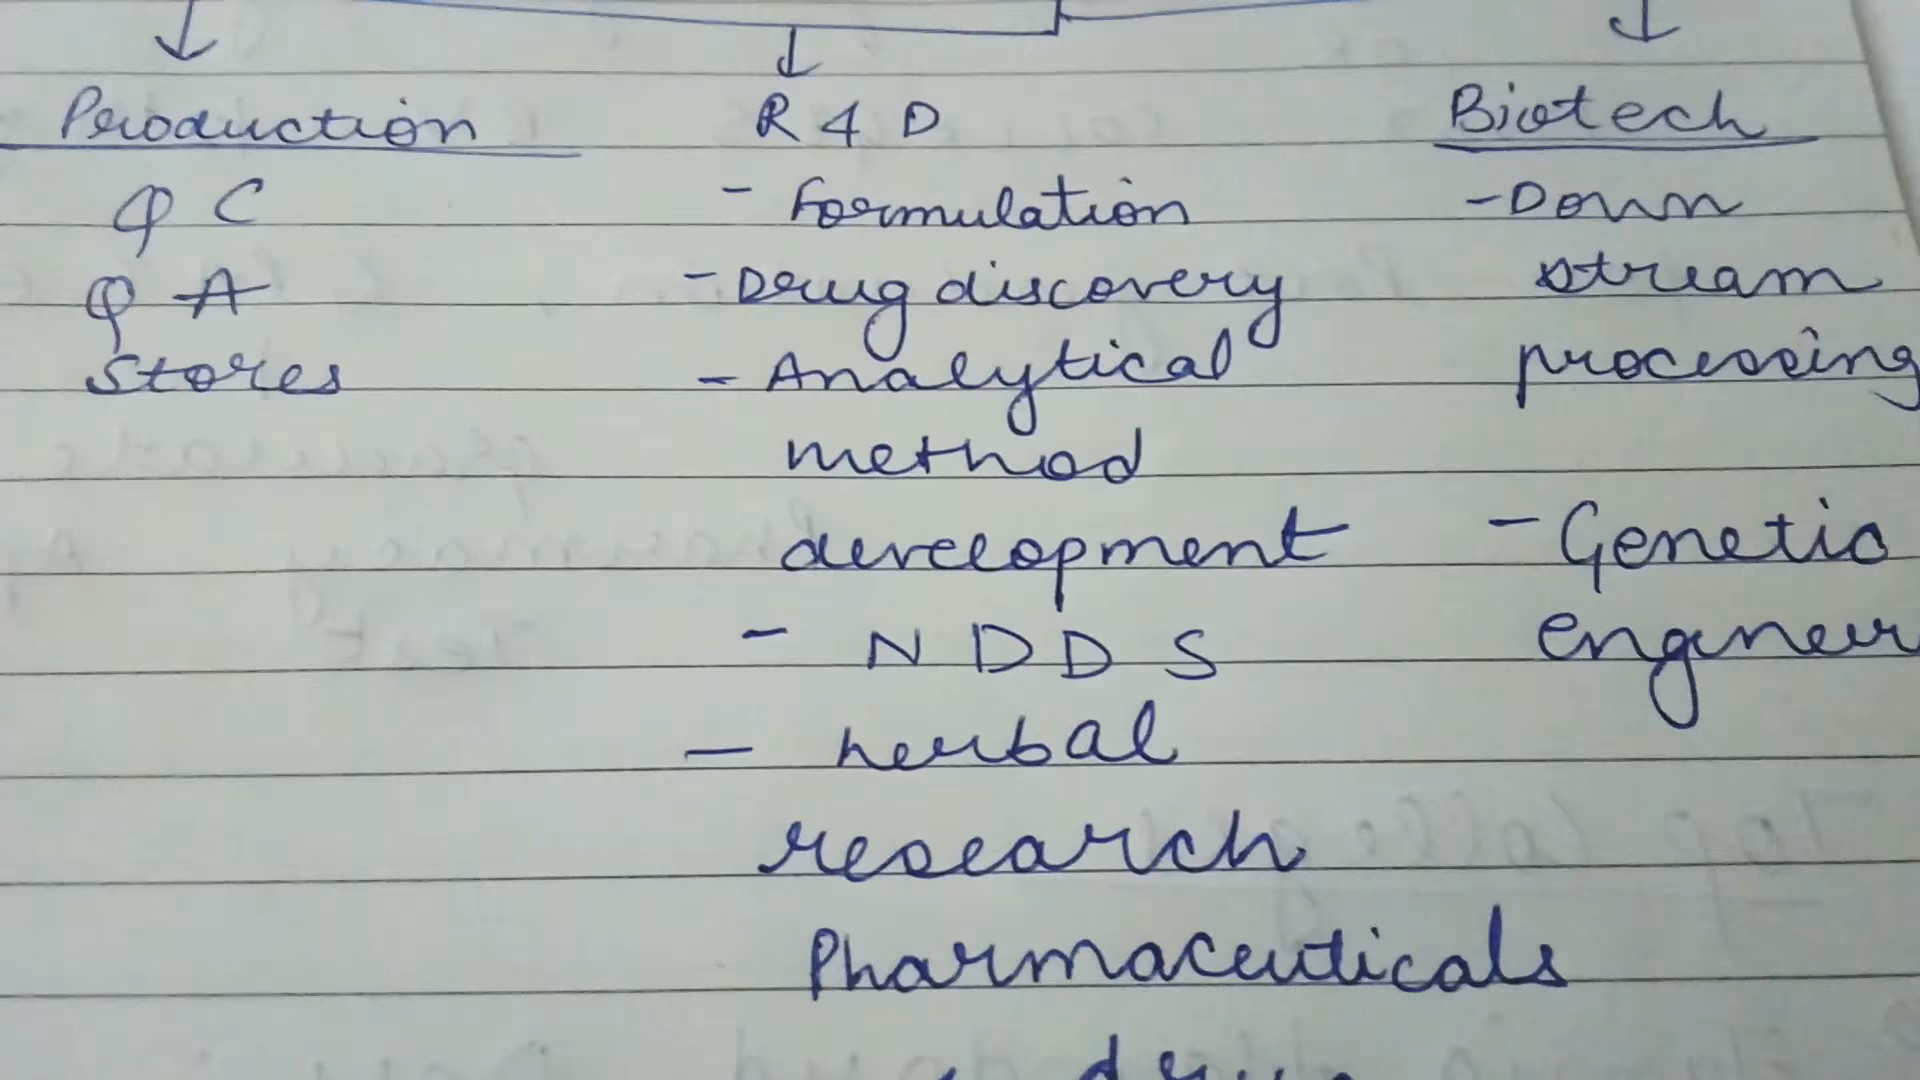 Production R & D Biotech
QC - Formulation - Down
QA - Drug discovery stream
Stores - Analytical processing
method
development - Genetic
- NDDS engineer
- herbal
research
Pharmaceuticals